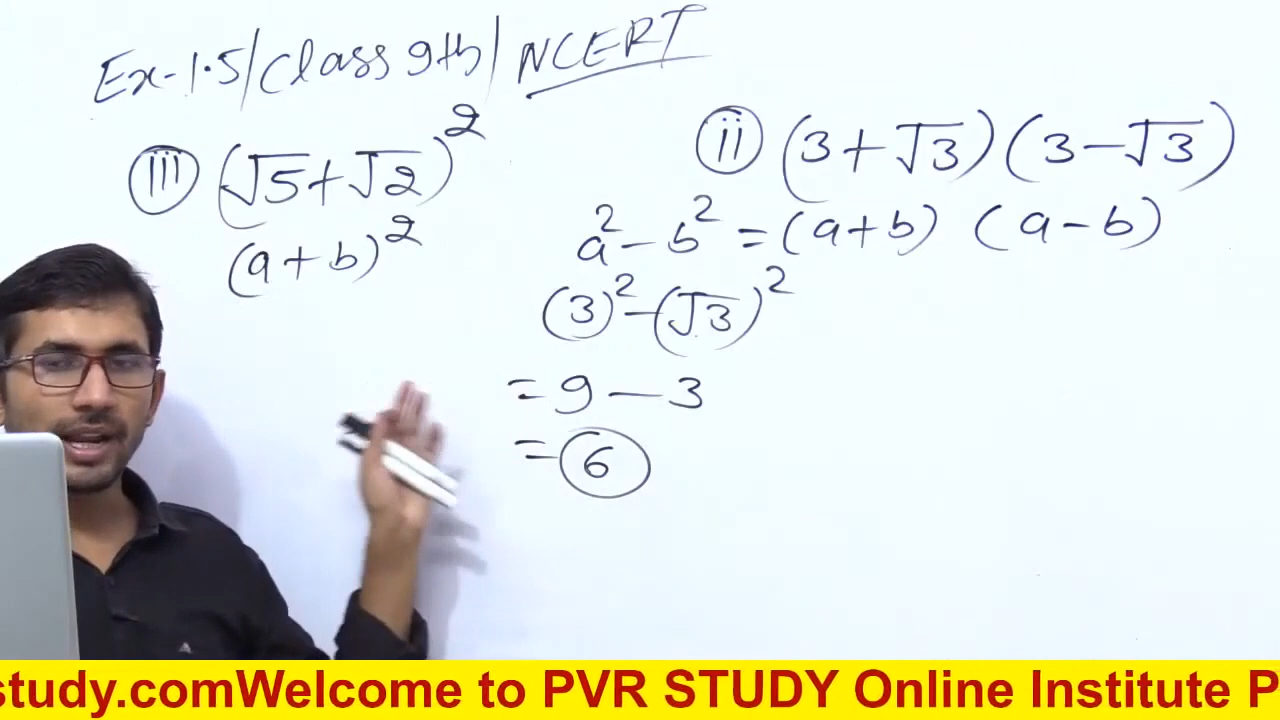 Ex-1.5/Class 9th/NCERT
(iii) (√5+√2)²
(a+b)²
(ii) (3+√3)(3-√3)
a²-b²=(a+b) (a-b)
(3)²-(√3)²
=9-3
=6
study.comWelcome to PVR STUDY Online Institute P